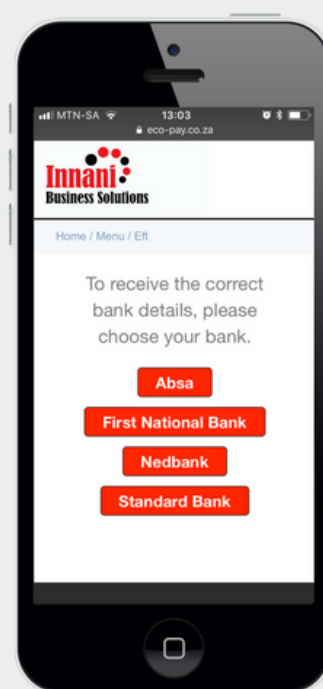 MTN-SA 13:03
eco-pay.co.za
Innani
Business Solutions
Home / Menu / Eft
To receive the correct
bank details, please
choose your bank.
Absa
First National Bank
Nedbank
Standard Bank